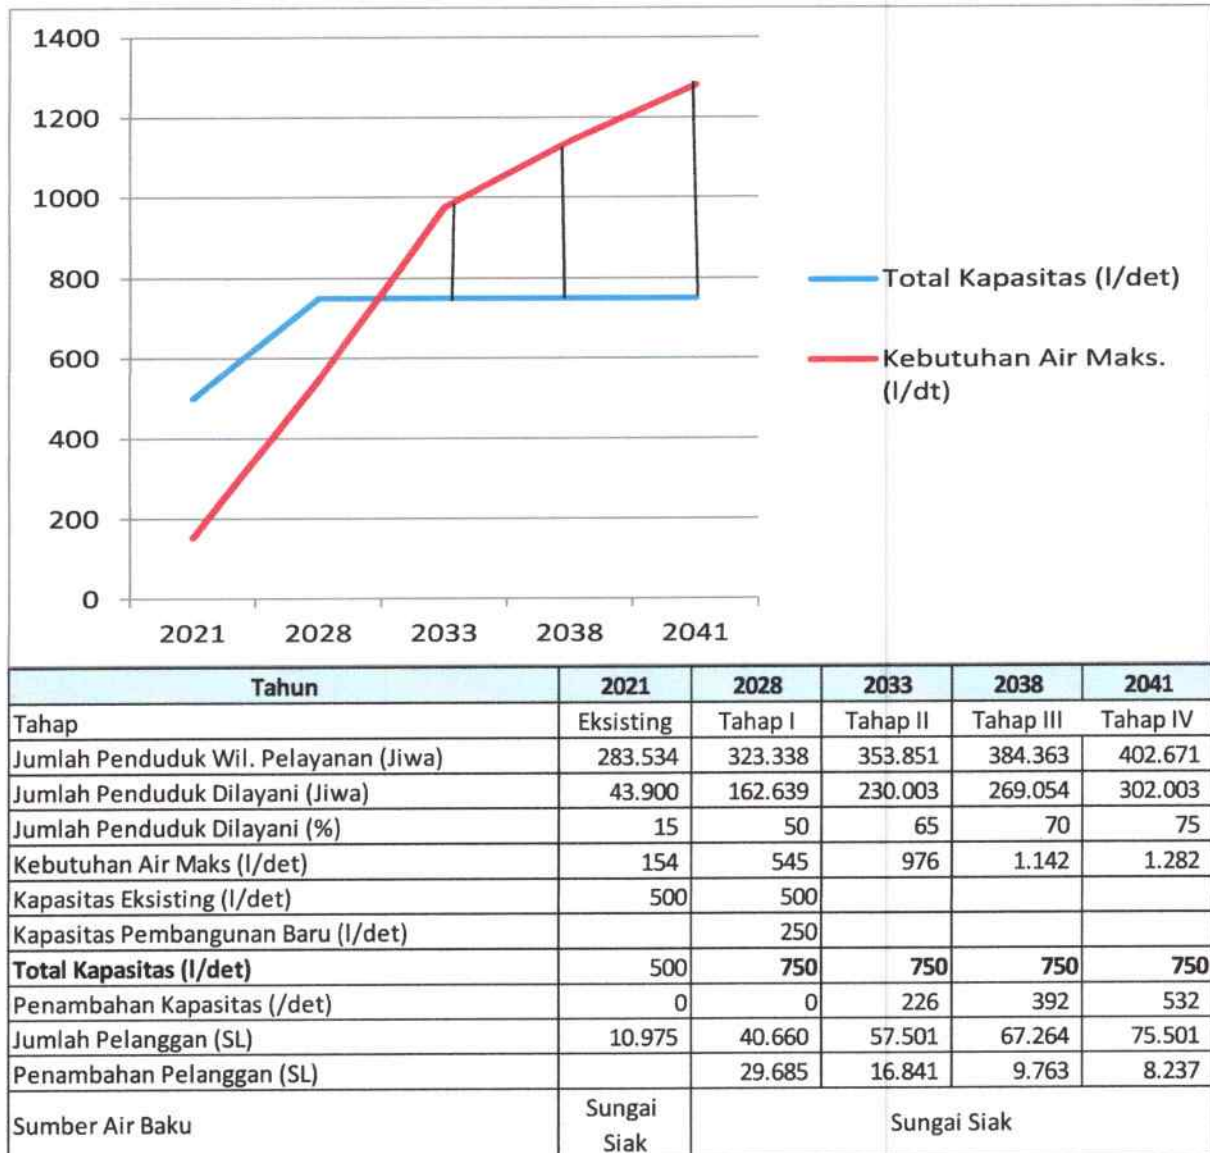 1400
1200
1000
800
600
400
200
0
2021 2028 2033 2038 2041
Total Kapasitas (l/det)
Kebutuhan Air Maks.
(l/dt)
Tahun 2021 2028 2033 2038 2041
Tahap Eksisting Tahap I Tahap II Tahap III Tahap IV
Jumlah Penduduk Wil. Pelayanan (Jiwa) 283.534 323.338 353.851 384.363 402.671
Jumlah Penduduk Dilayani (Jiwa) 43.900 162.639 230.003 269.054 302.003
Jumlah Penduduk Dilayani (%) 15 50 65 70 75
Kebutuhan Air Maks (l/det) 154 545 976 1.142 1.282
Kapasitas Eksisting (l/det) 500 500
Kapasitas Pembangunan Baru (l/det) 250
Total Kapasitas (l/det) 500 750 750 750 750
Penambahan Kapasitas (/det) 0 0 226 392 532
Jumlah Pelanggan (SL) 10.975 40.660 57.501 67.264 75.501
Penambahan Pelanggan (SL) 29.685 16.841 9.763 8.237
Sumber Air Baku Sungai Siak Sungai Siak